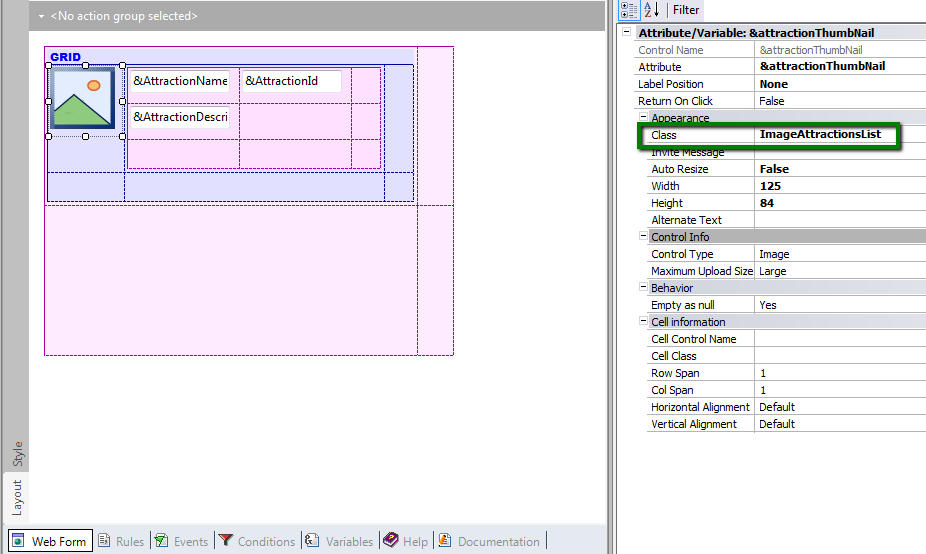 <No action group selected>
GRID
&AttractionName
&AttractionId
&AttractionDescri
Style
Layout
Web Form
Rules
Events
Conditions
Variables
Help
Documentation
Filter
Attribute/Variable: &attractionThumbNail
Control Name &attractionThumbNail
Attribute &attractionThumbNail
Label Position None
Return On Click False
Appearance
Class ImageAttractionsList
Invite Message
Auto Resize False
Width 125
Height 84
Alternate Text
Control Info
Control Type Image
Maximum Upload Size Large
Behavior
Empty as null Yes
Cell information
Cell Control Name
Cell Class
Row Span 1
Col Span 1
Horizontal Alignment Default
Vertical Alignment Default